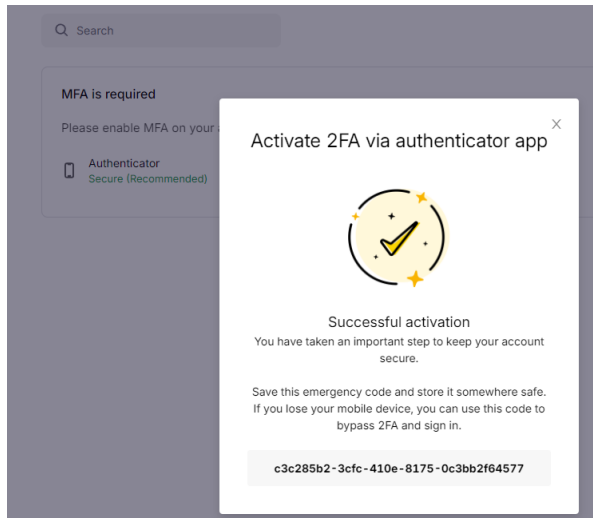 Search
MFA is required
Please enable MFA on your
Authenticator
Secure (Recommended)
Activate 2FA via authenticator app
Successful activation
You have taken an important step to keep your account
secure.
Save this emergency code and store it somewhere safe.
If you lose your mobile device, you can use this code to
bypass 2FA and sign in.
c3c285b2-3cfc-410e-8175-0c3bb2f64577